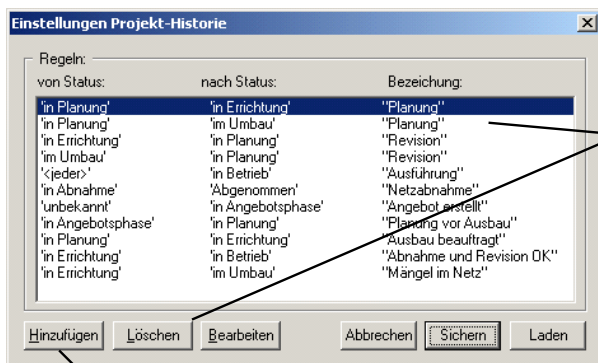 Einstellungen Projekt-Historie
Regeln:
von Status: nach Status: Bezeichung:
'in Planung' 'in Errichtung' "Planung"
'in Planung' 'im Umbau' "Planung"
'in Errichtung' 'in Planung' "Revision"
'im Umbau' 'in Planung' "Revision"
'<jeder>' 'in Betrieb' "Ausführung"
'in Abnahme' 'Abgenommen' "Netzabnahme"
'unbekannt' 'in Angebotsphase' "Angebot erstellt"
'in Angebotsphase' 'in Planung' "Planung vor Ausbau"
'in Planung' 'in Errichtung' "Ausbau beauftragt"
'in Errichtung' 'in Betrieb' "Abnahme und Revision OK"
'in Errichtung' 'im Umbau' "Mängel im Netz"
Hinzufügen Löschen Bearbeiten Abbrechen Sichern Laden